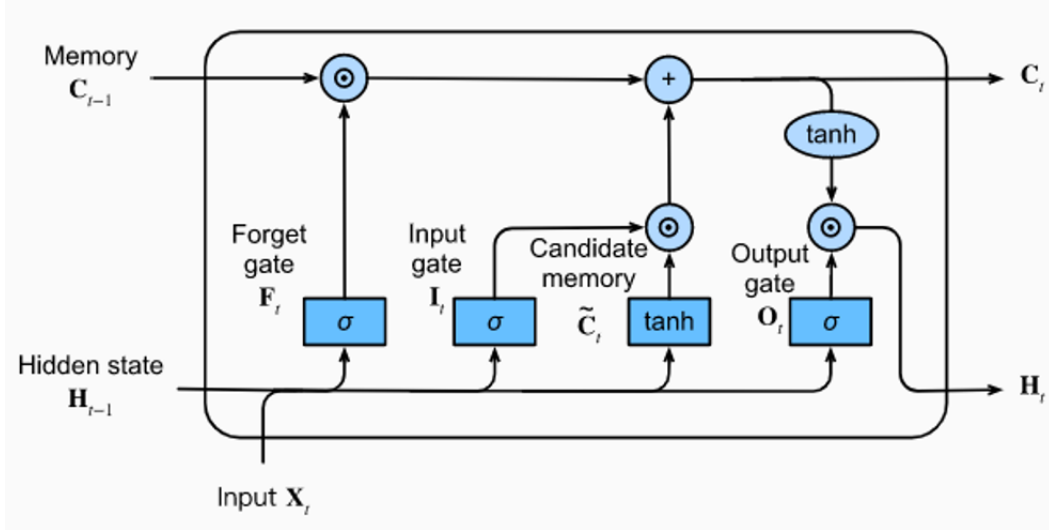 Memory
C_{t-1}
⊙
+
C_t
tanh
⊙
⊙
Forget
gate
F_t
Input
gate
I_t
Candidate
memory
C̃_t
Output
gate
O_t
σ
σ
tanh
σ
Hidden state
H_{t-1}
H_t
Input X_t